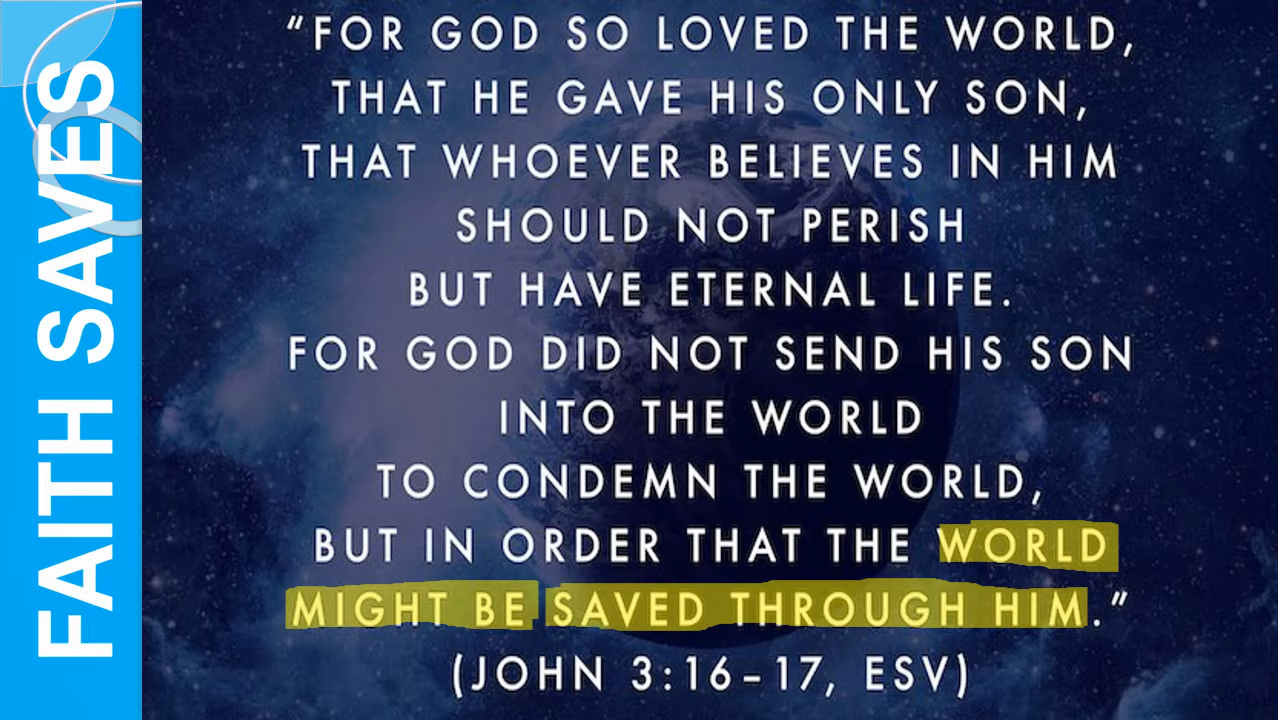 FAITH SAVES
“FOR GOD SO LOVED THE WORLD,
THAT HE GAVE HIS ONLY SON,
THAT WHOEVER BELIEVES IN HIM
SHOULD NOT PERISH
BUT HAVE ETERNAL LIFE.
FOR GOD DID NOT SEND HIS SON
INTO THE WORLD
TO CONDEMN THE WORLD,
BUT IN ORDER THAT THE WORLD
MIGHT BE SAVED THROUGH HIM.”
(JOHN 3:16–17, ESV)